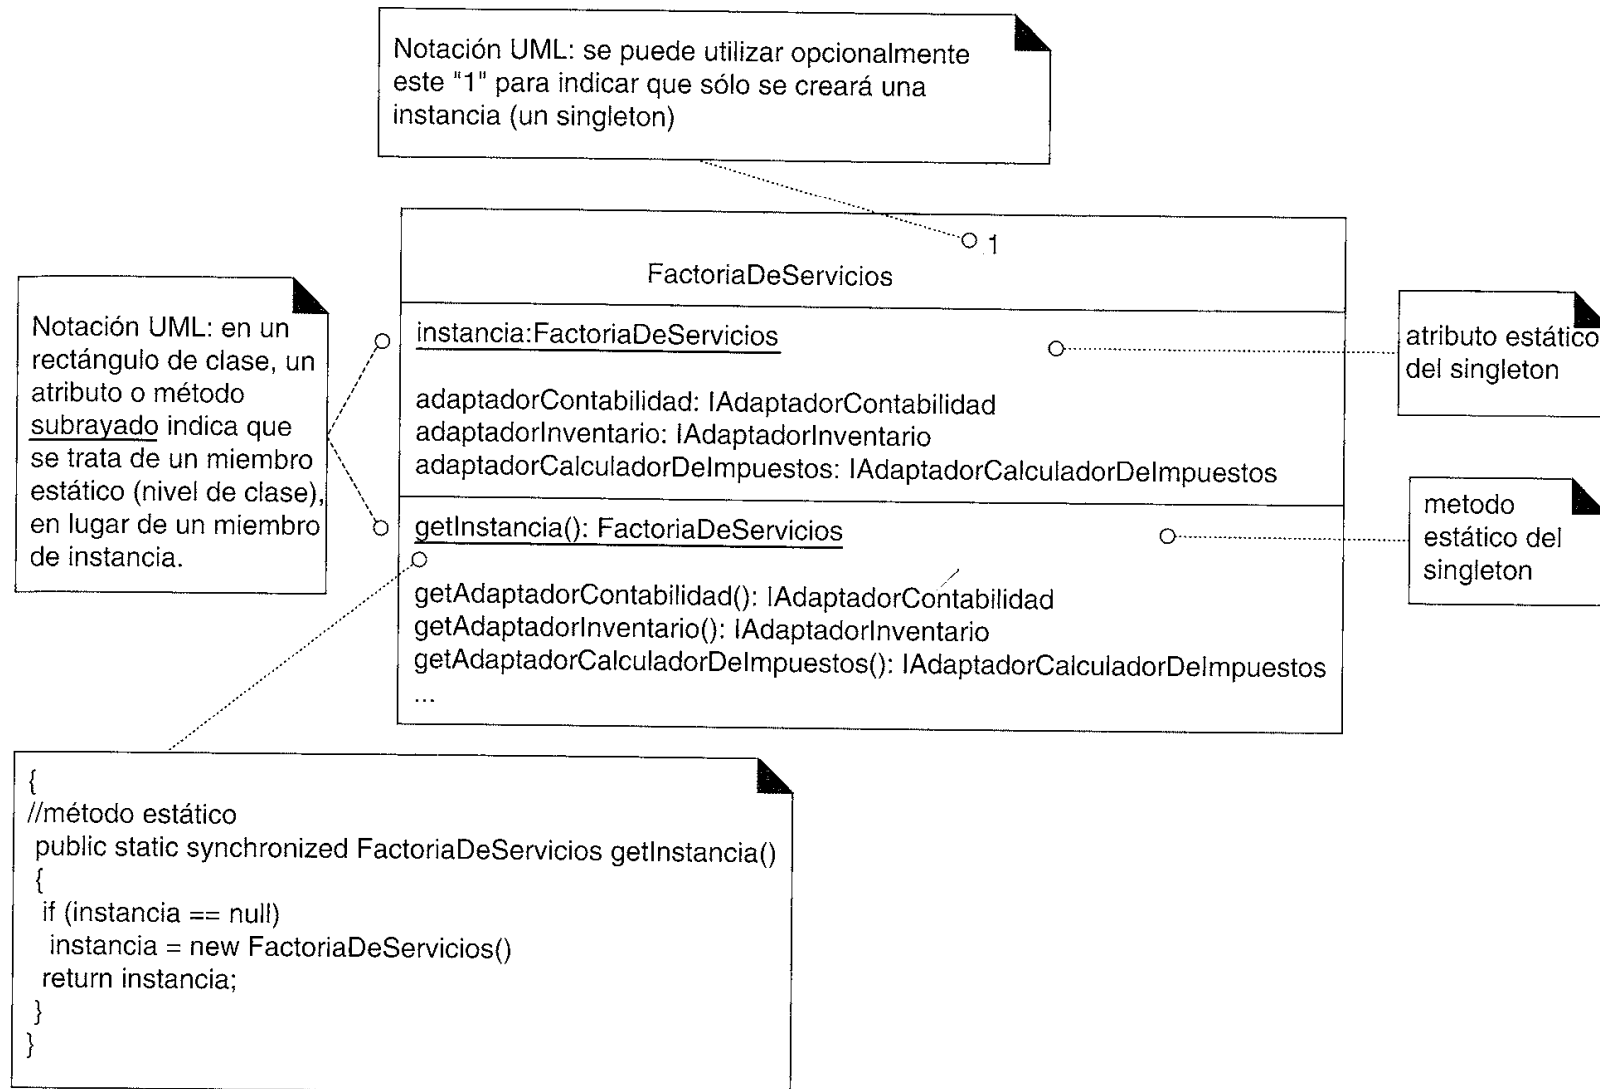 Notación UML: se puede utilizar opcionalmente
este "1" para indicar que sólo se creará una
instancia (un singleton)
1
FactoriaDeServicios
Notación UML: en un
rectángulo de clase, un
atributo o método
subrayado indica que
se trata de un miembro
estático (nivel de clase),
en lugar de un miembro
de instancia.
instancia:FactoriaDeServicios
adaptadorContabilidad: IAdaptadorContabilidad
adaptadorInventario: IAdaptadorInventario
adaptadorCalculadorDeImpuestos: IAdaptadorCalculadorDeImpuestos
atributo estático
del singleton
getInstancia(): FactoriaDeServicios
getAdaptadorContabilidad(): IAdaptadorContabilidad
getAdaptadorInventario(): IAdaptadorInventario
getAdaptadorCalculadorDeImpuestos(): IAdaptadorCalculadorDeImpuestos
...
metodo
estático del
singleton
{
//método estático
public static synchronized FactoriaDeServicios getInstancia()
{
if (instancia == null)
instancia = new FactoriaDeServicios()
return instancia;
}
}